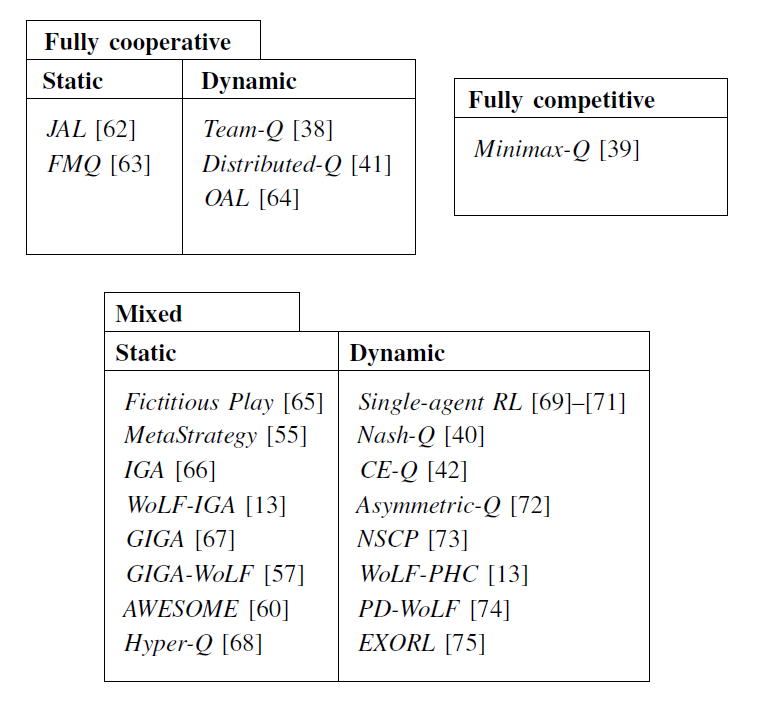 Fully cooperative
Static
Dynamic
JAL [62]
FMQ [63]
Team-Q [38]
Distributed-Q [41]
OAL [64]
Fully competitive
Minimax-Q [39]
Mixed
Static
Dynamic
Fictitious Play [65]
MetaStrategy [55]
IGA [66]
WoLF-IGA [13]
GIGA [67]
GIGA-WoLF [57]
AWESOME [60]
Hyper-Q [68]
Single-agent RL [69]–[71]
Nash-Q [40]
CE-Q [42]
Asymmetric-Q [72]
NSCP [73]
WoLF-PHC [13]
PD-WoLF [74]
EXORL [75]